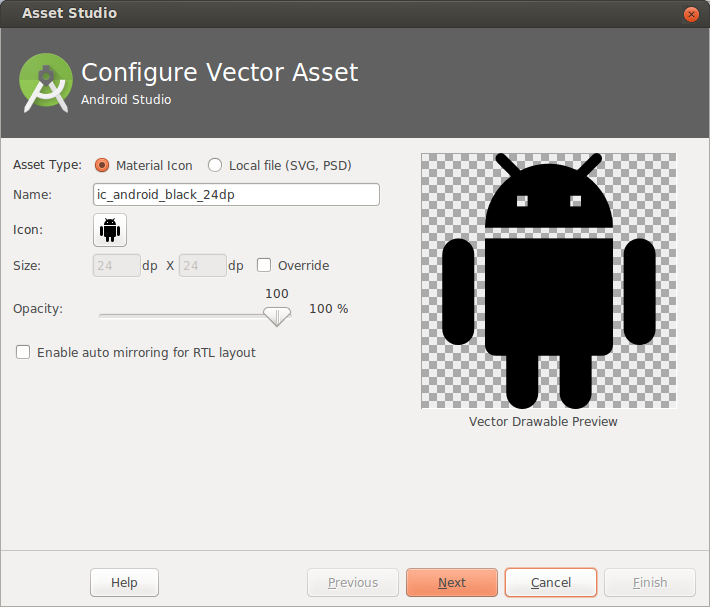 Asset Studio
Configure Vector Asset
Android Studio
Asset Type: Material Icon Local file (SVG, PSD)
Name: ic_android_black_24dp
Icon:
Size: 24 dp X 24 dp Override
100
Opacity: 100 %
Enable auto mirroring for RTL layout
Vector Drawable Preview
Help Previous Next Cancel Finish